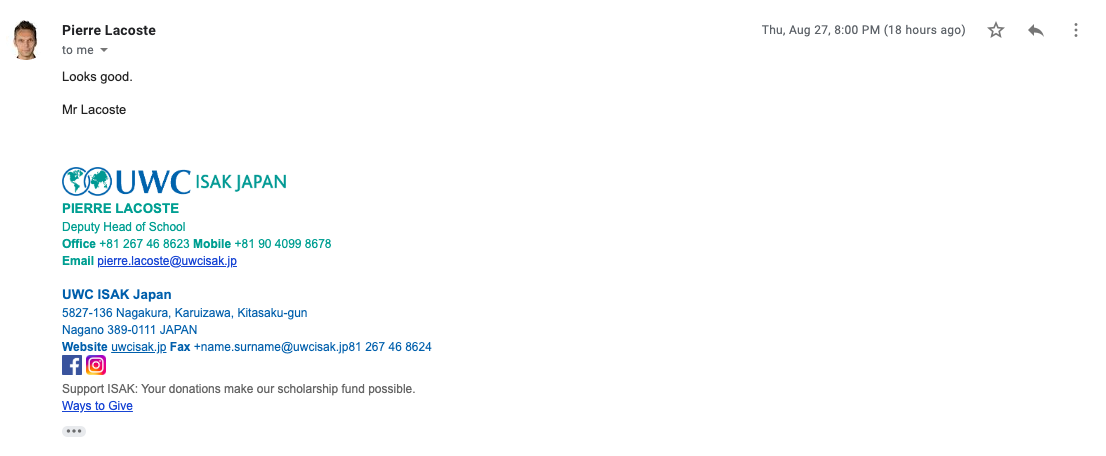 Pierre Lacoste
Thu, Aug 27, 8:00 PM (18 hours ago)
to me
Looks good.
Mr Lacoste
UWC ISAK JAPAN
PIERRE LACOSTE
Deputy Head of School
Office +81 267 46 8623 Mobile +81 90 4099 8678
Email pierre.lacoste@uwcisak.jp
UWC ISAK Japan
5827-136 Nagakura, Karuizawa, Kitasaku-gun
Nagano 389-0111 JAPAN
Website uwcisak.jp Fax +name.surname@uwcisak.jp81 267 46 8624
Support ISAK: Your donations make our scholarship fund possible.
Ways to Give